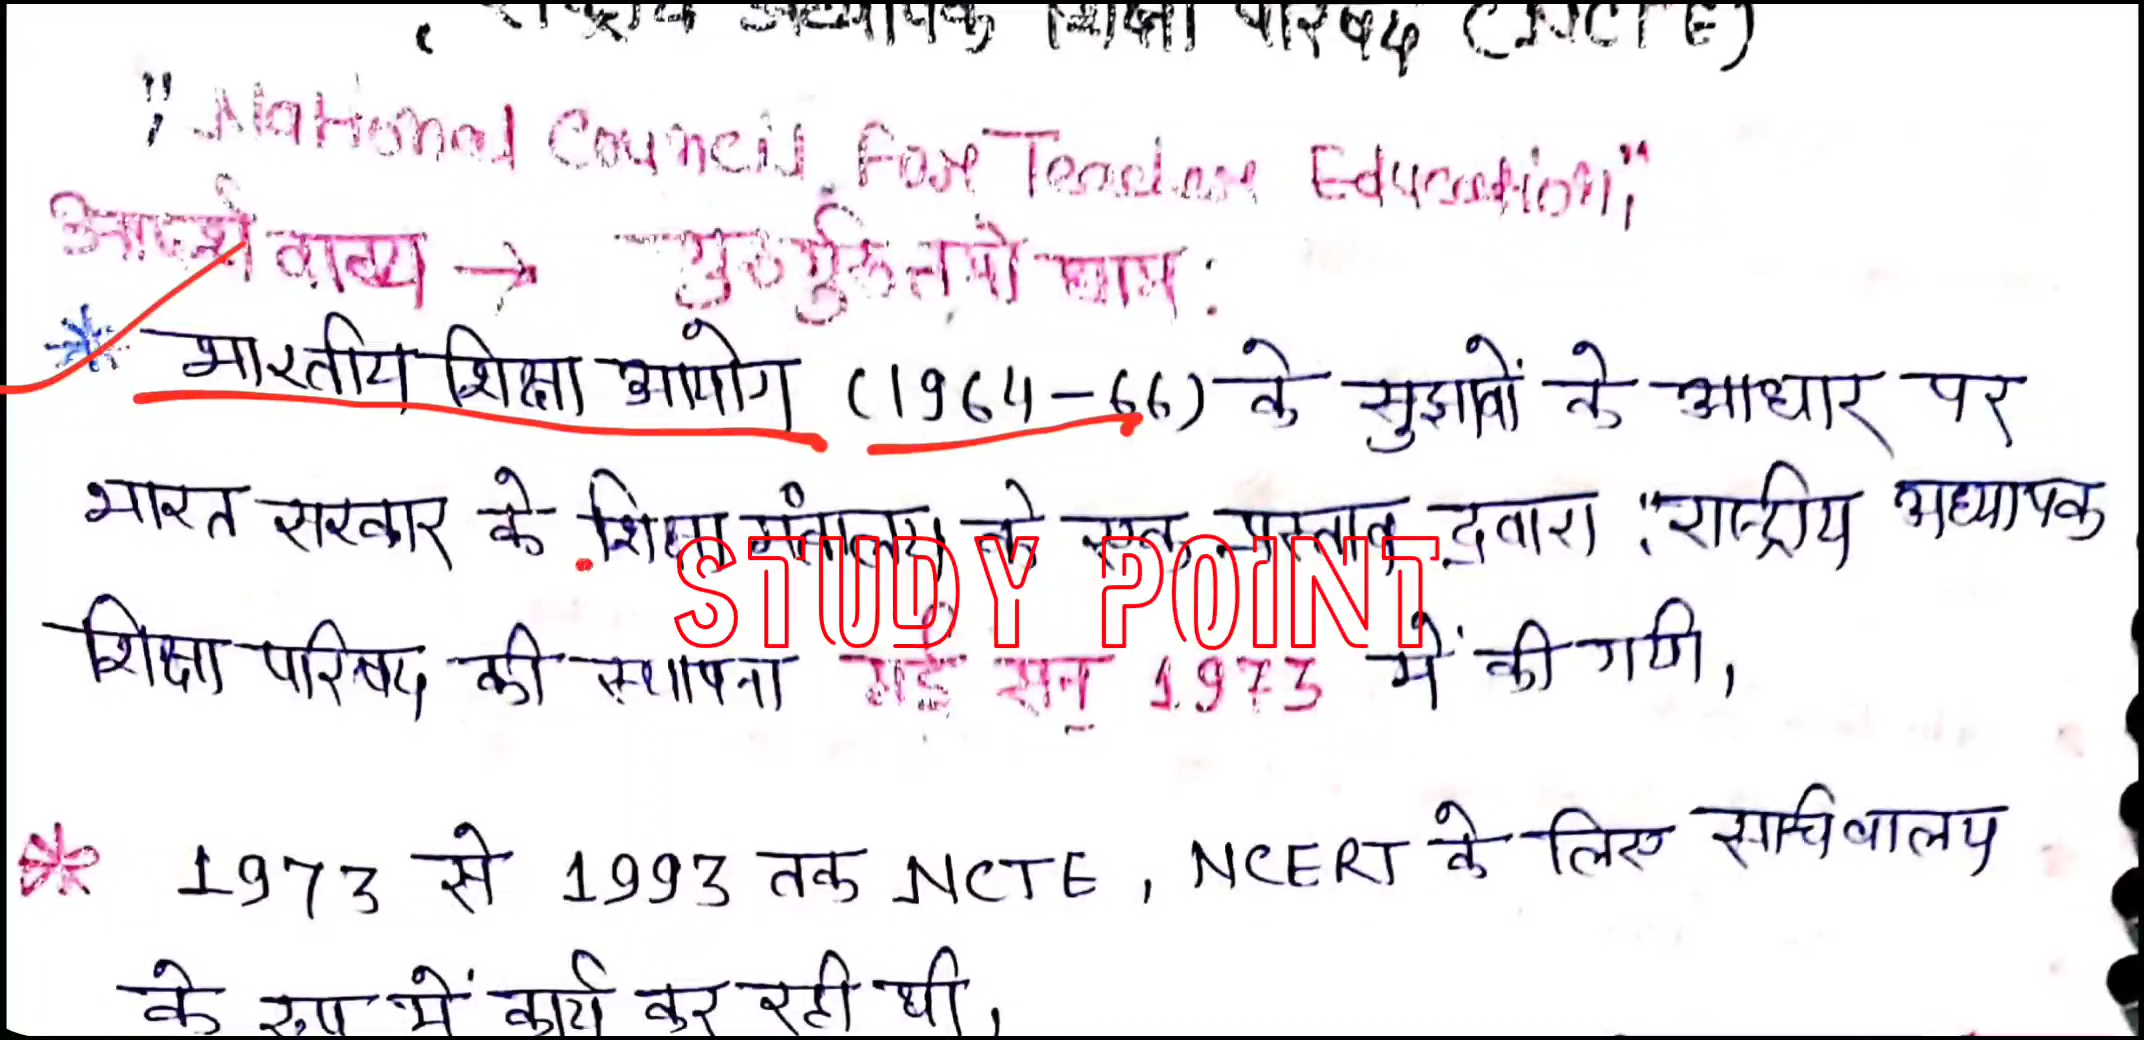 राष्ट्रीय अध्यापक शिक्षा परिषद (NCTE)
"National Council For Teacher Education,"
आदर्श वाक्य → गुरुर्गुरुतमो धाम:
भारतीय शिक्षा आयोग (1964-66) के सुझावों के आधार पर
भारत सरकार के शिक्षा मंत्रालय के एक प्रस्ताव द्वारा "राष्ट्रीय अध्यापक
STUDY POINT
शिक्षा परिषद की स्थापना मई सन् 1973 में की गयी,
* 1973 से 1993 तक NCTE, NCERT के लिए सचिवालय
के रूप में कार्य कर रही थी,